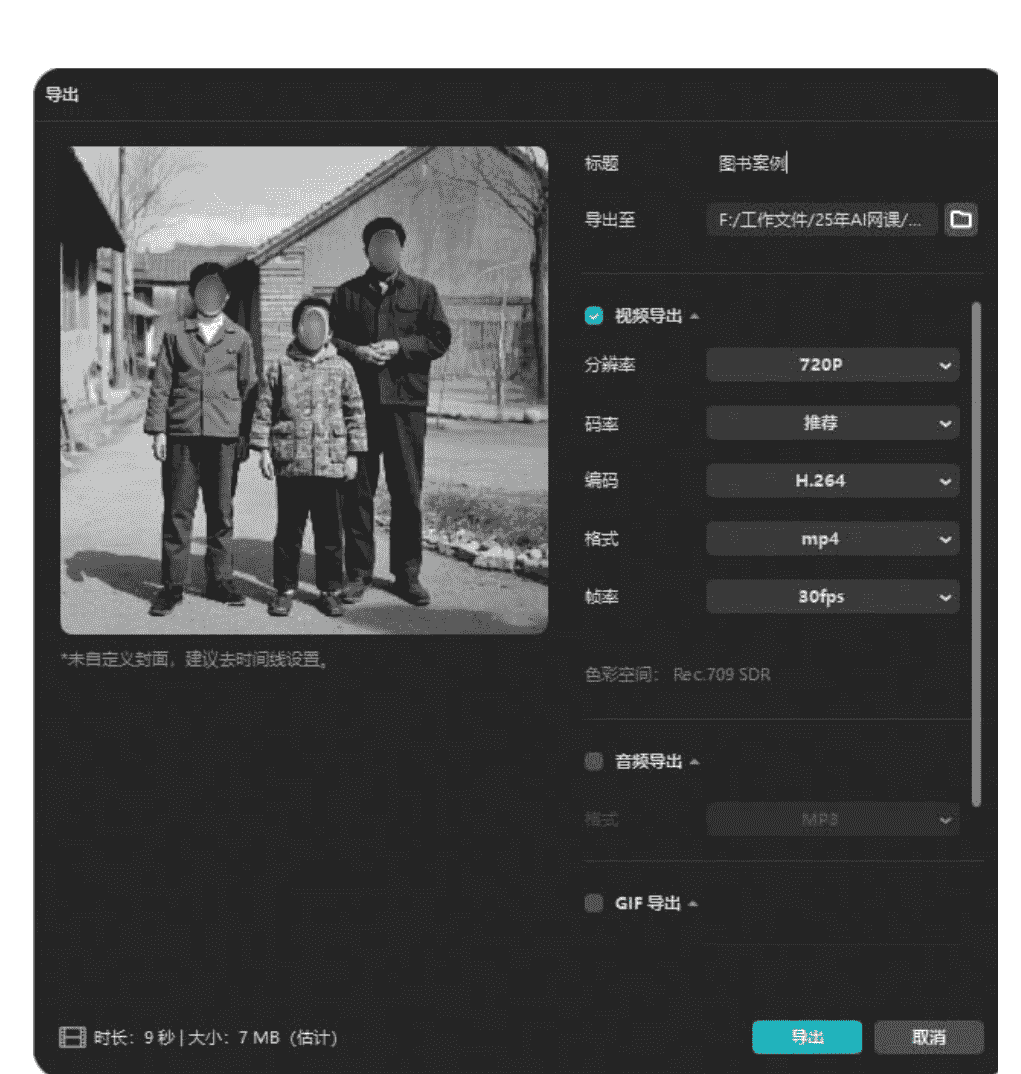 导出
标题 图书案例
导出至 F:/工作文件/25年AI网课/...
视频导出
分辨率 720P
码率 推荐
编码 H.264
格式 mp4
帧率 30fps
*未自定义封面，建议去时间线设置。
色彩空间： Rec.709 SDR
音频导出
格式 MP3
GIF 导出
时长：9 秒 | 大小：7 MB（估计）
导出 取消